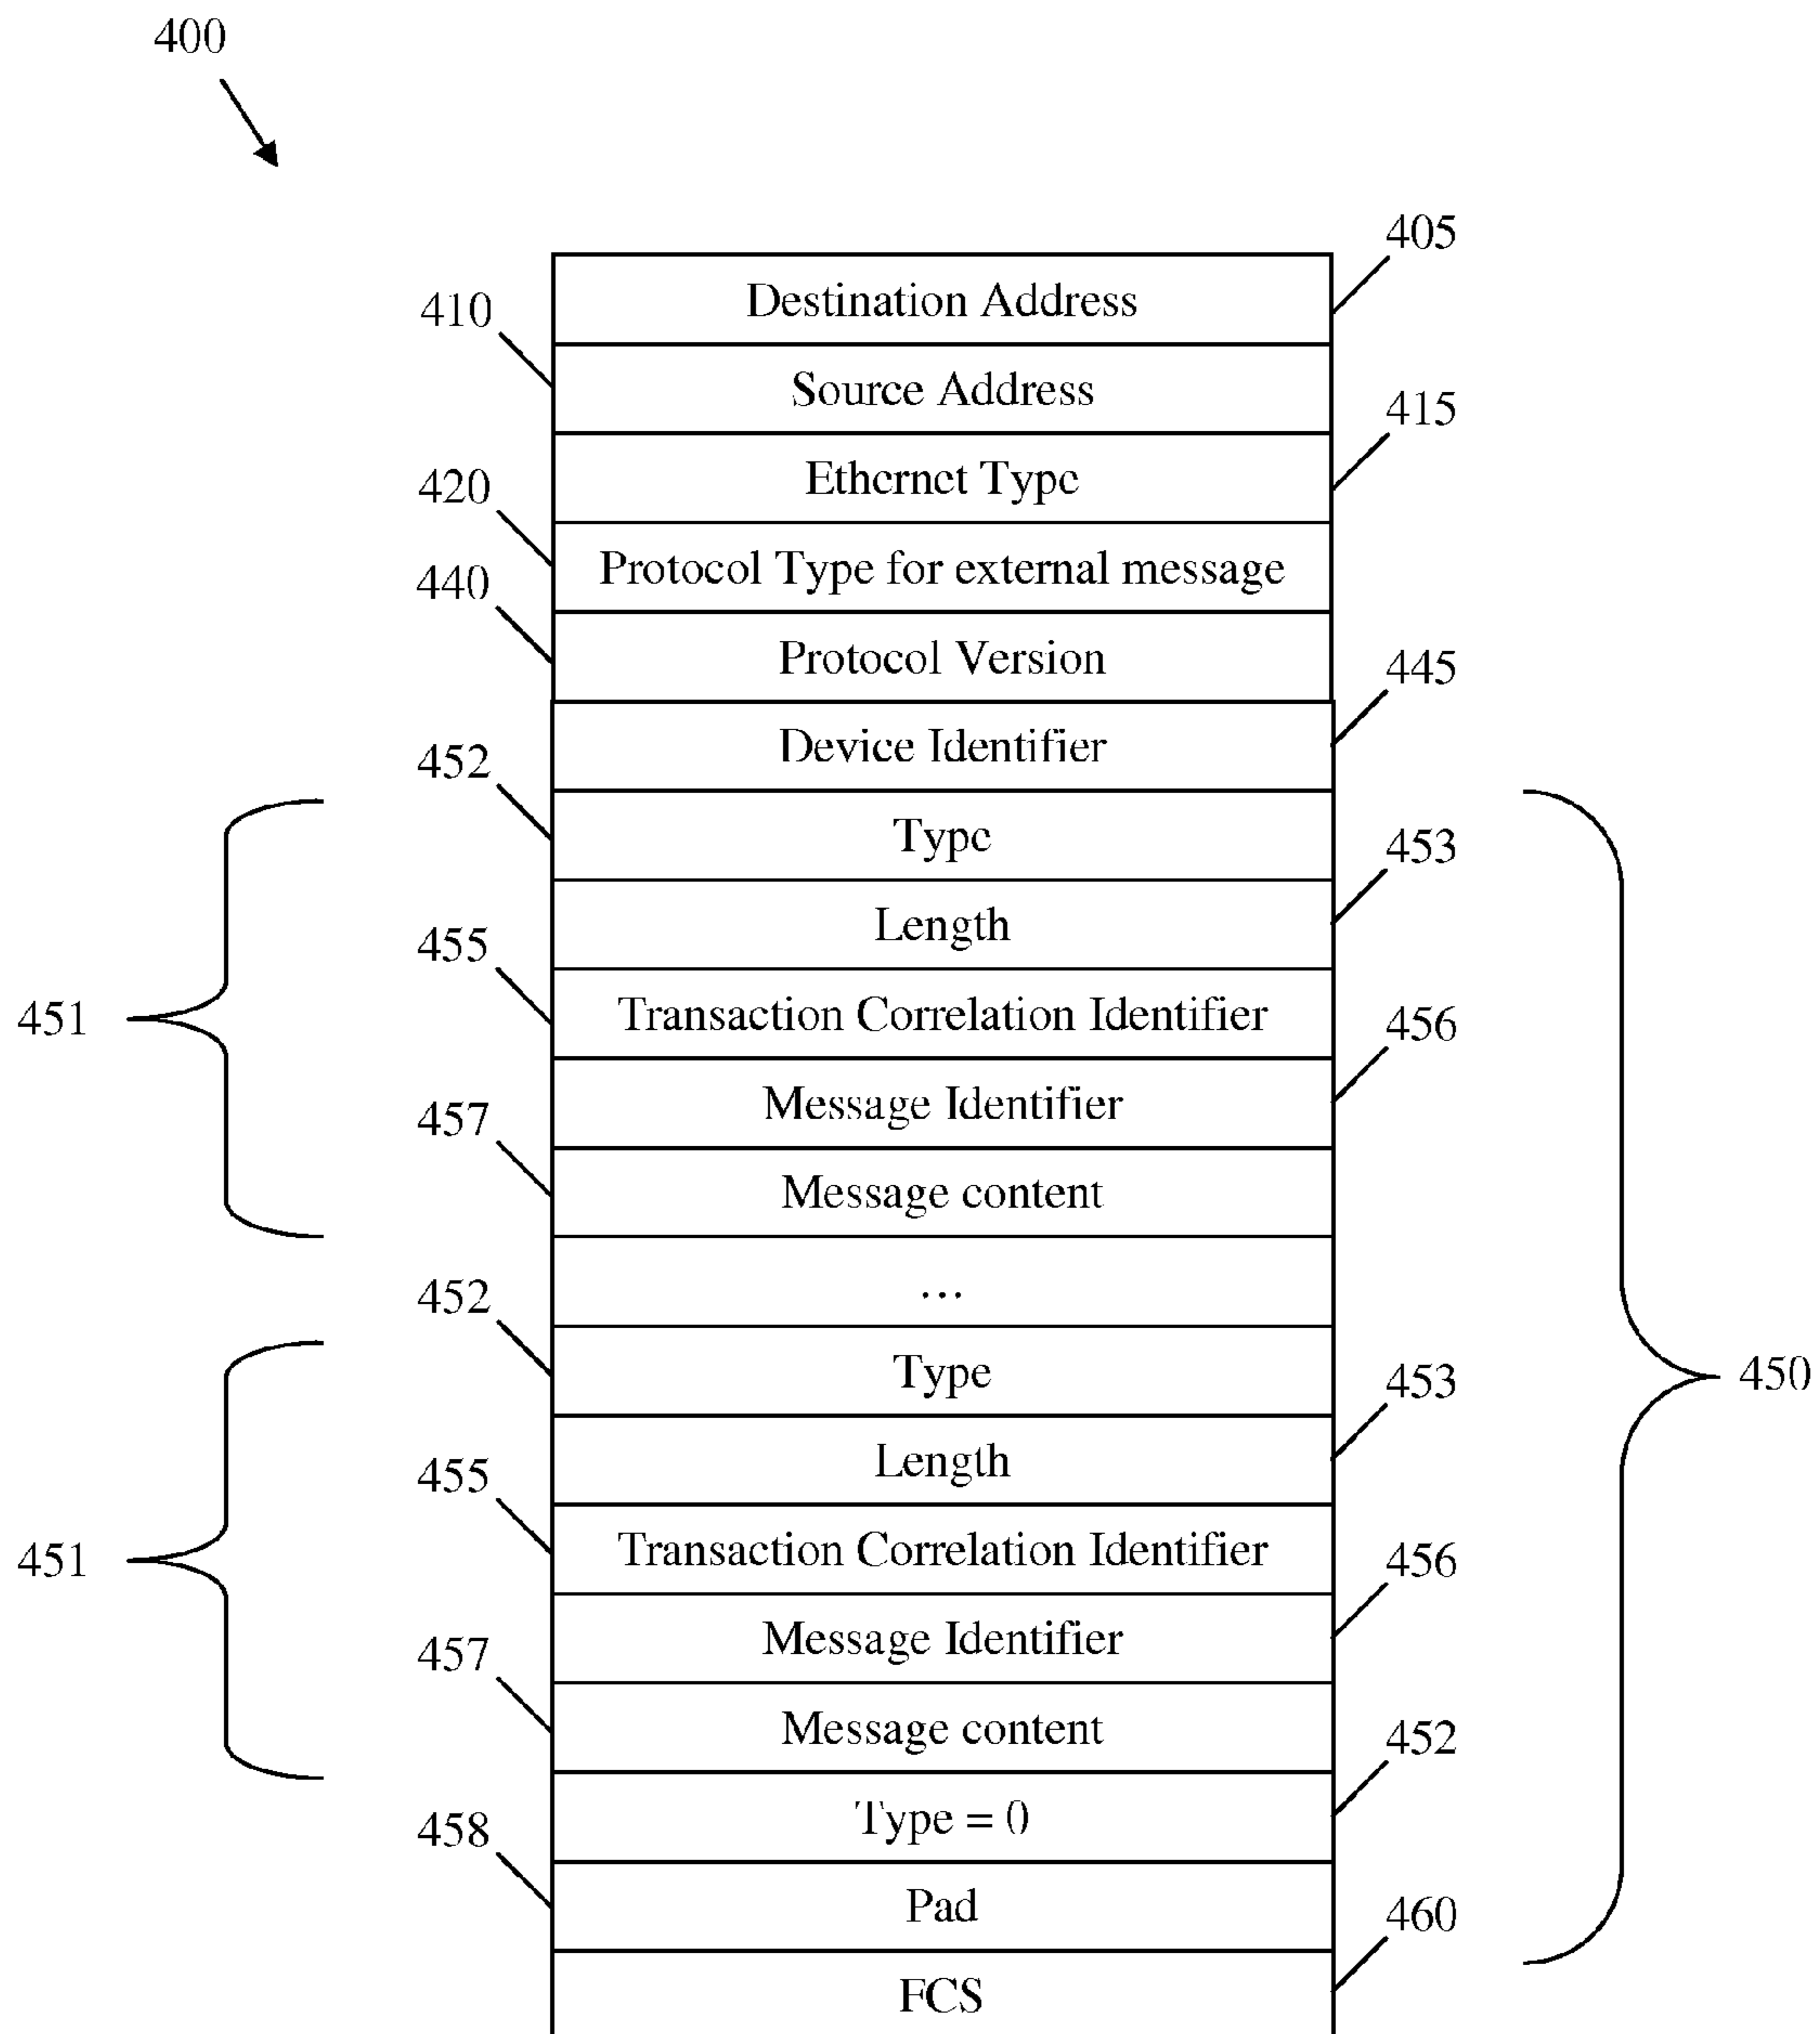 400
405
Destination Address
410
Source Address
415
Ethernet Type
420
Protocol Type for external message
440
Protocol Version
445
Device Identifier
452
Type
453
Length
455
Transaction Correlation Identifier
451
456
Message Identifier
457
Message content
...
452
Type
453
450
Length
455
Transaction Correlation Identifier
451
456
Message Identifier
457
Message content
452
Type = 0
458
Pad
460
FCS